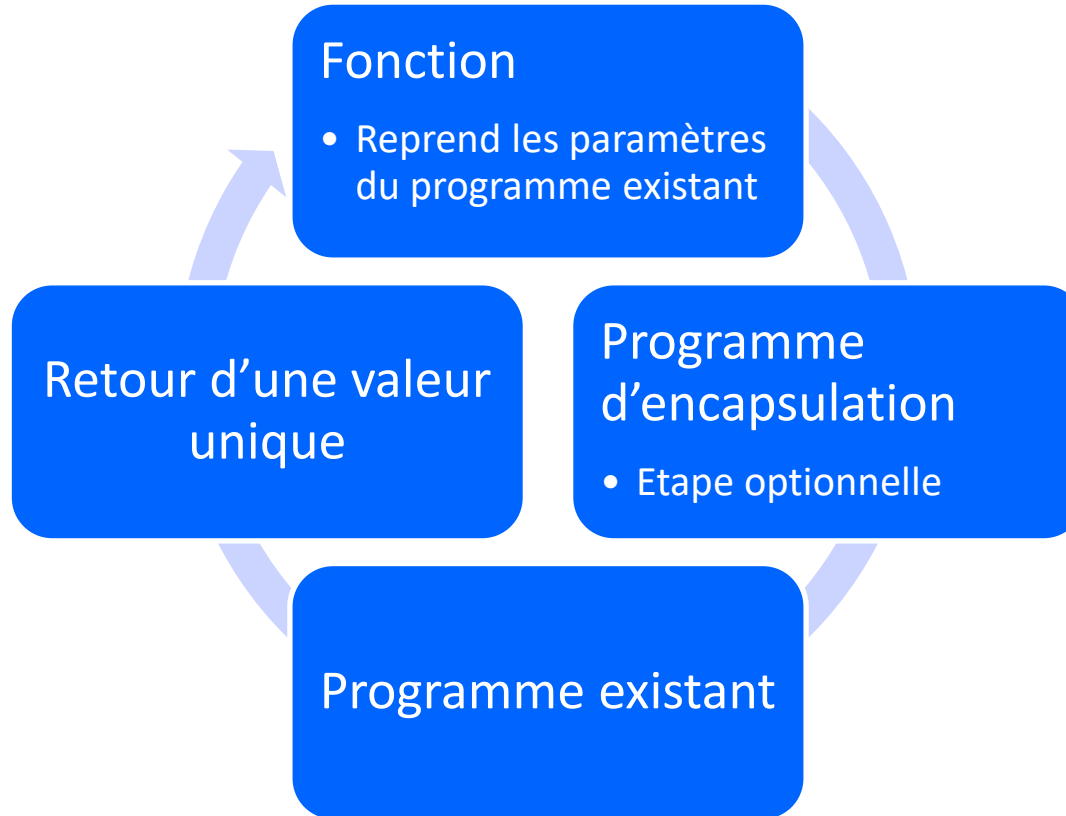 Fonction
• Reprend les paramètres
du programme existant
Programme
d’encapsulation
• Etape optionnelle
Programme existant
Retour d’une valeur
unique